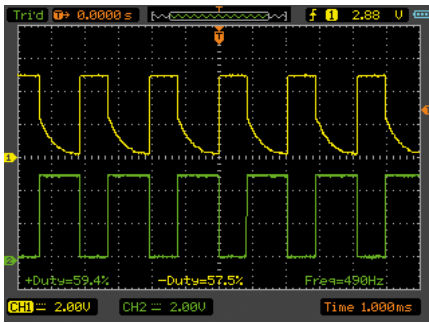 Tri'd T→ 0.0000s T ƒ 1 2.88 V
T
T
1
2
+Duty=59.4% -Duty=57.5% Freq=490Hz
CH1 2.00V CH2 2.00V Time 1.000ms